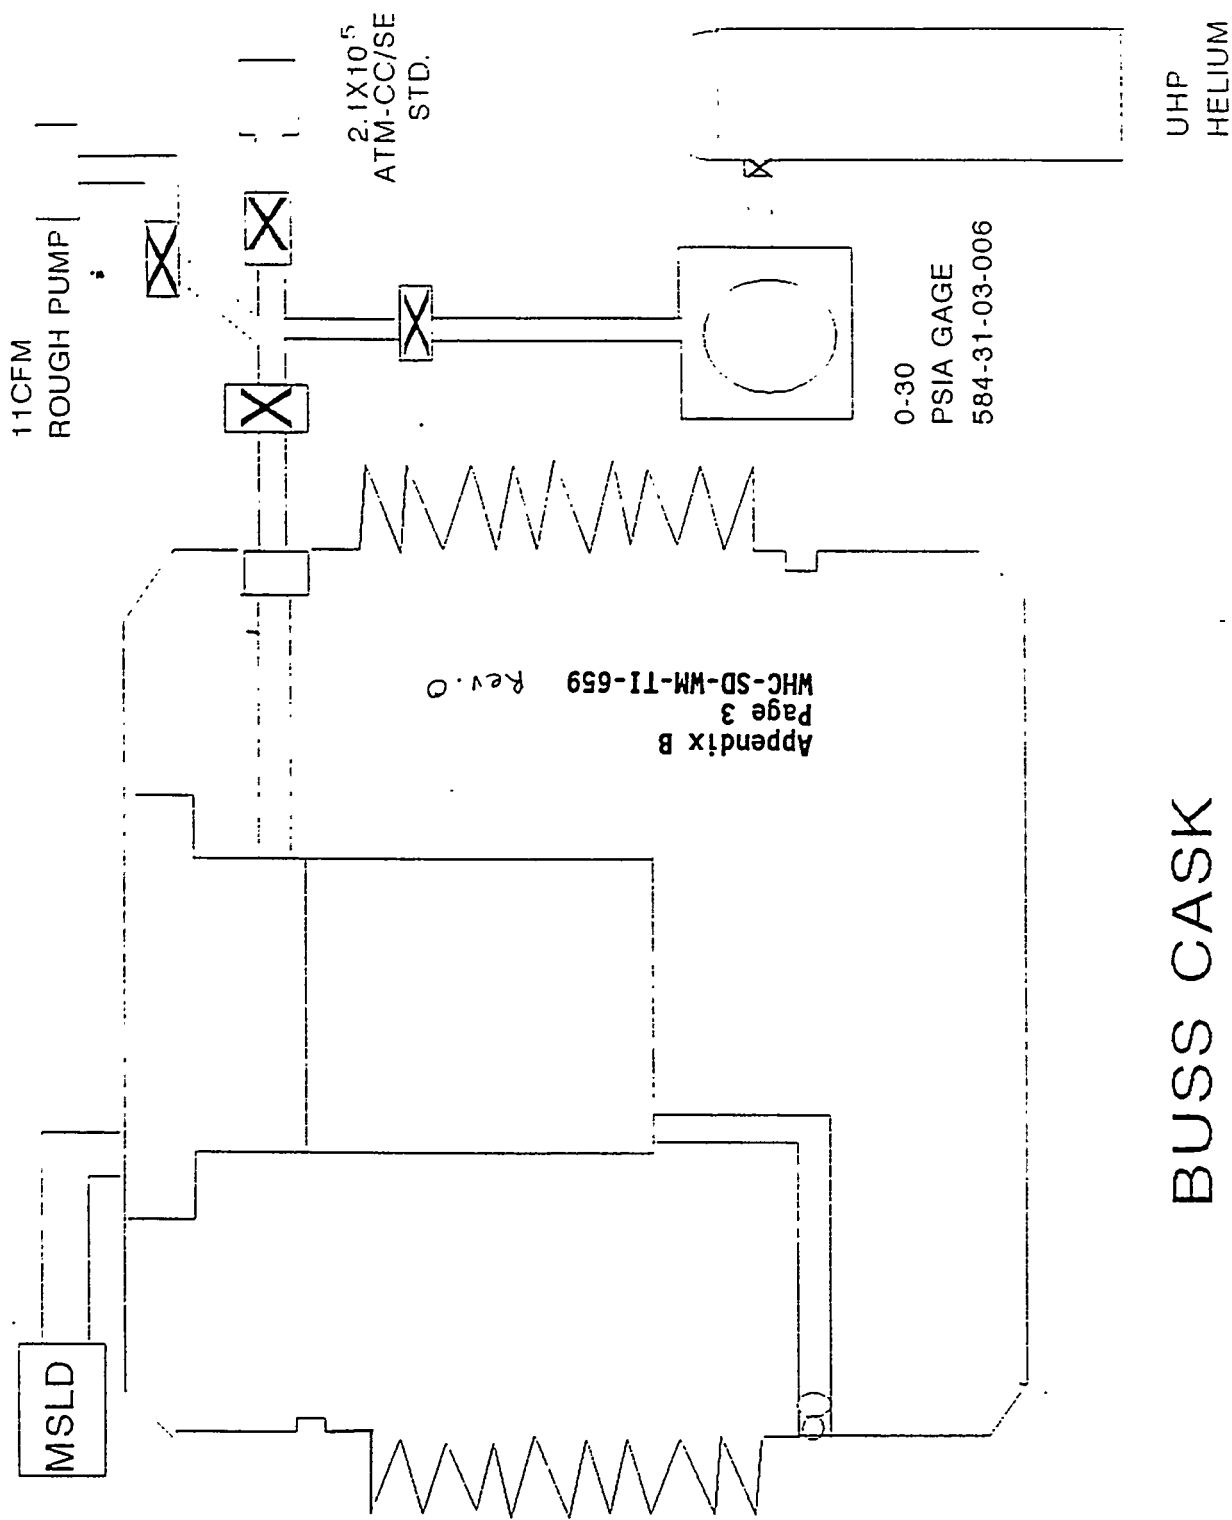 11CFM
ROUGH PUMP
2.1X10⁵
ATM-CC/SE
STD.
UHP
HELIUM
0-30
PSIA GAGE
584-31-03-006
MSLD
Appendix B
Page 3
WHC-SD-WM-TI-659 Rev. 0
BUSS CASK